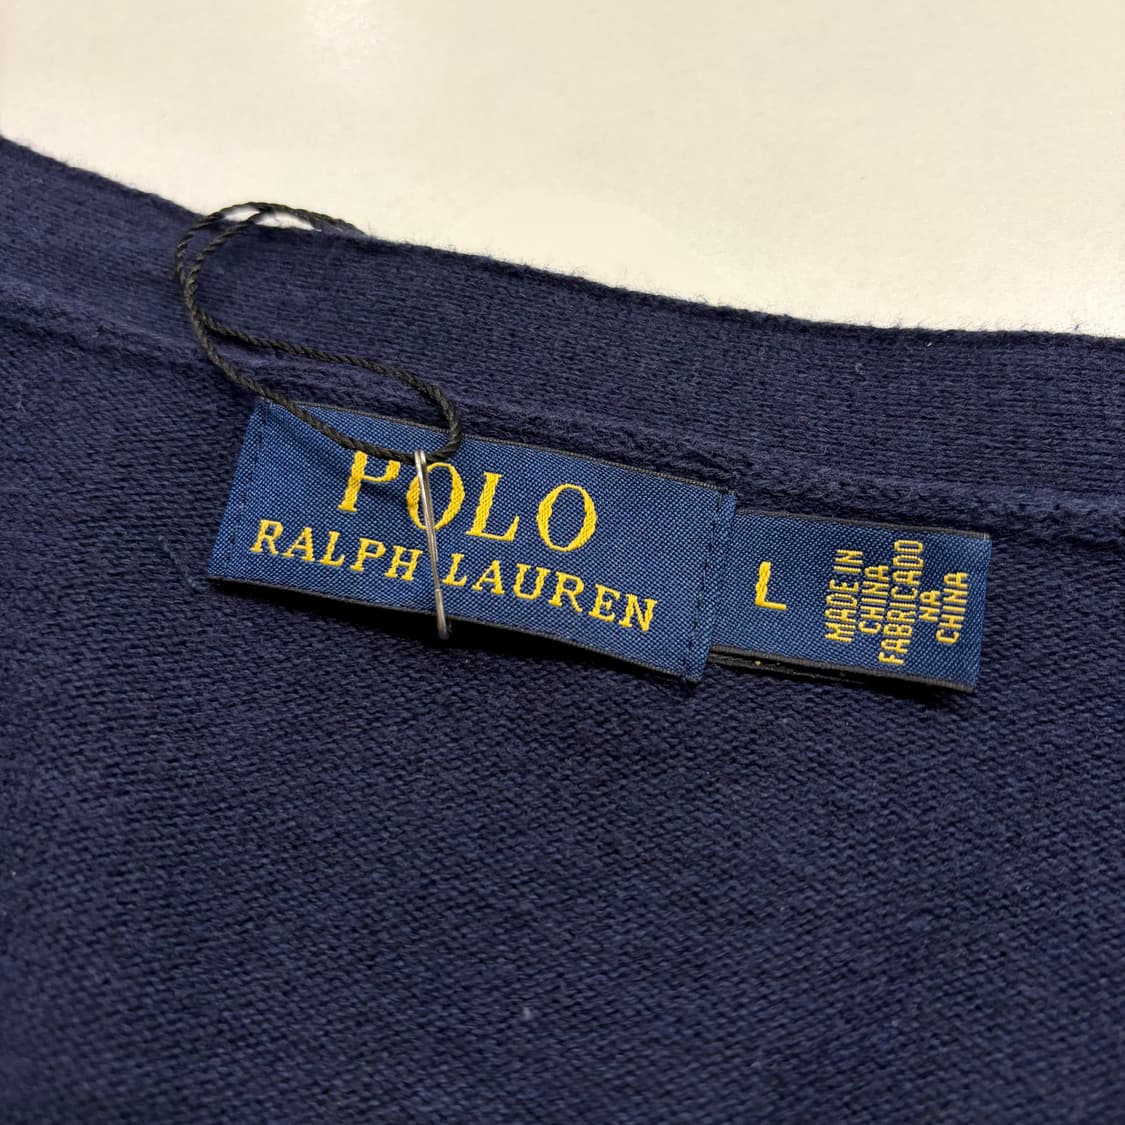 POLO
RALPH LAUREN
L
MADE IN
CHINA
FABRICADO
NA
CHINA